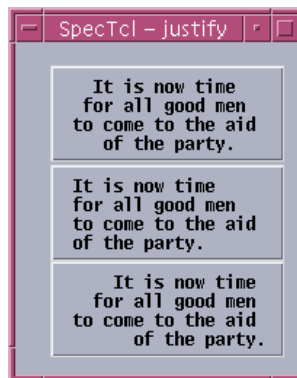 SpecTcl – justify
It is now time
for all good men
to come to the aid
of the party.
It is now time
for all good men
to come to the aid
of the party.
It is now time
for all good men
to come to the aid
of the party.